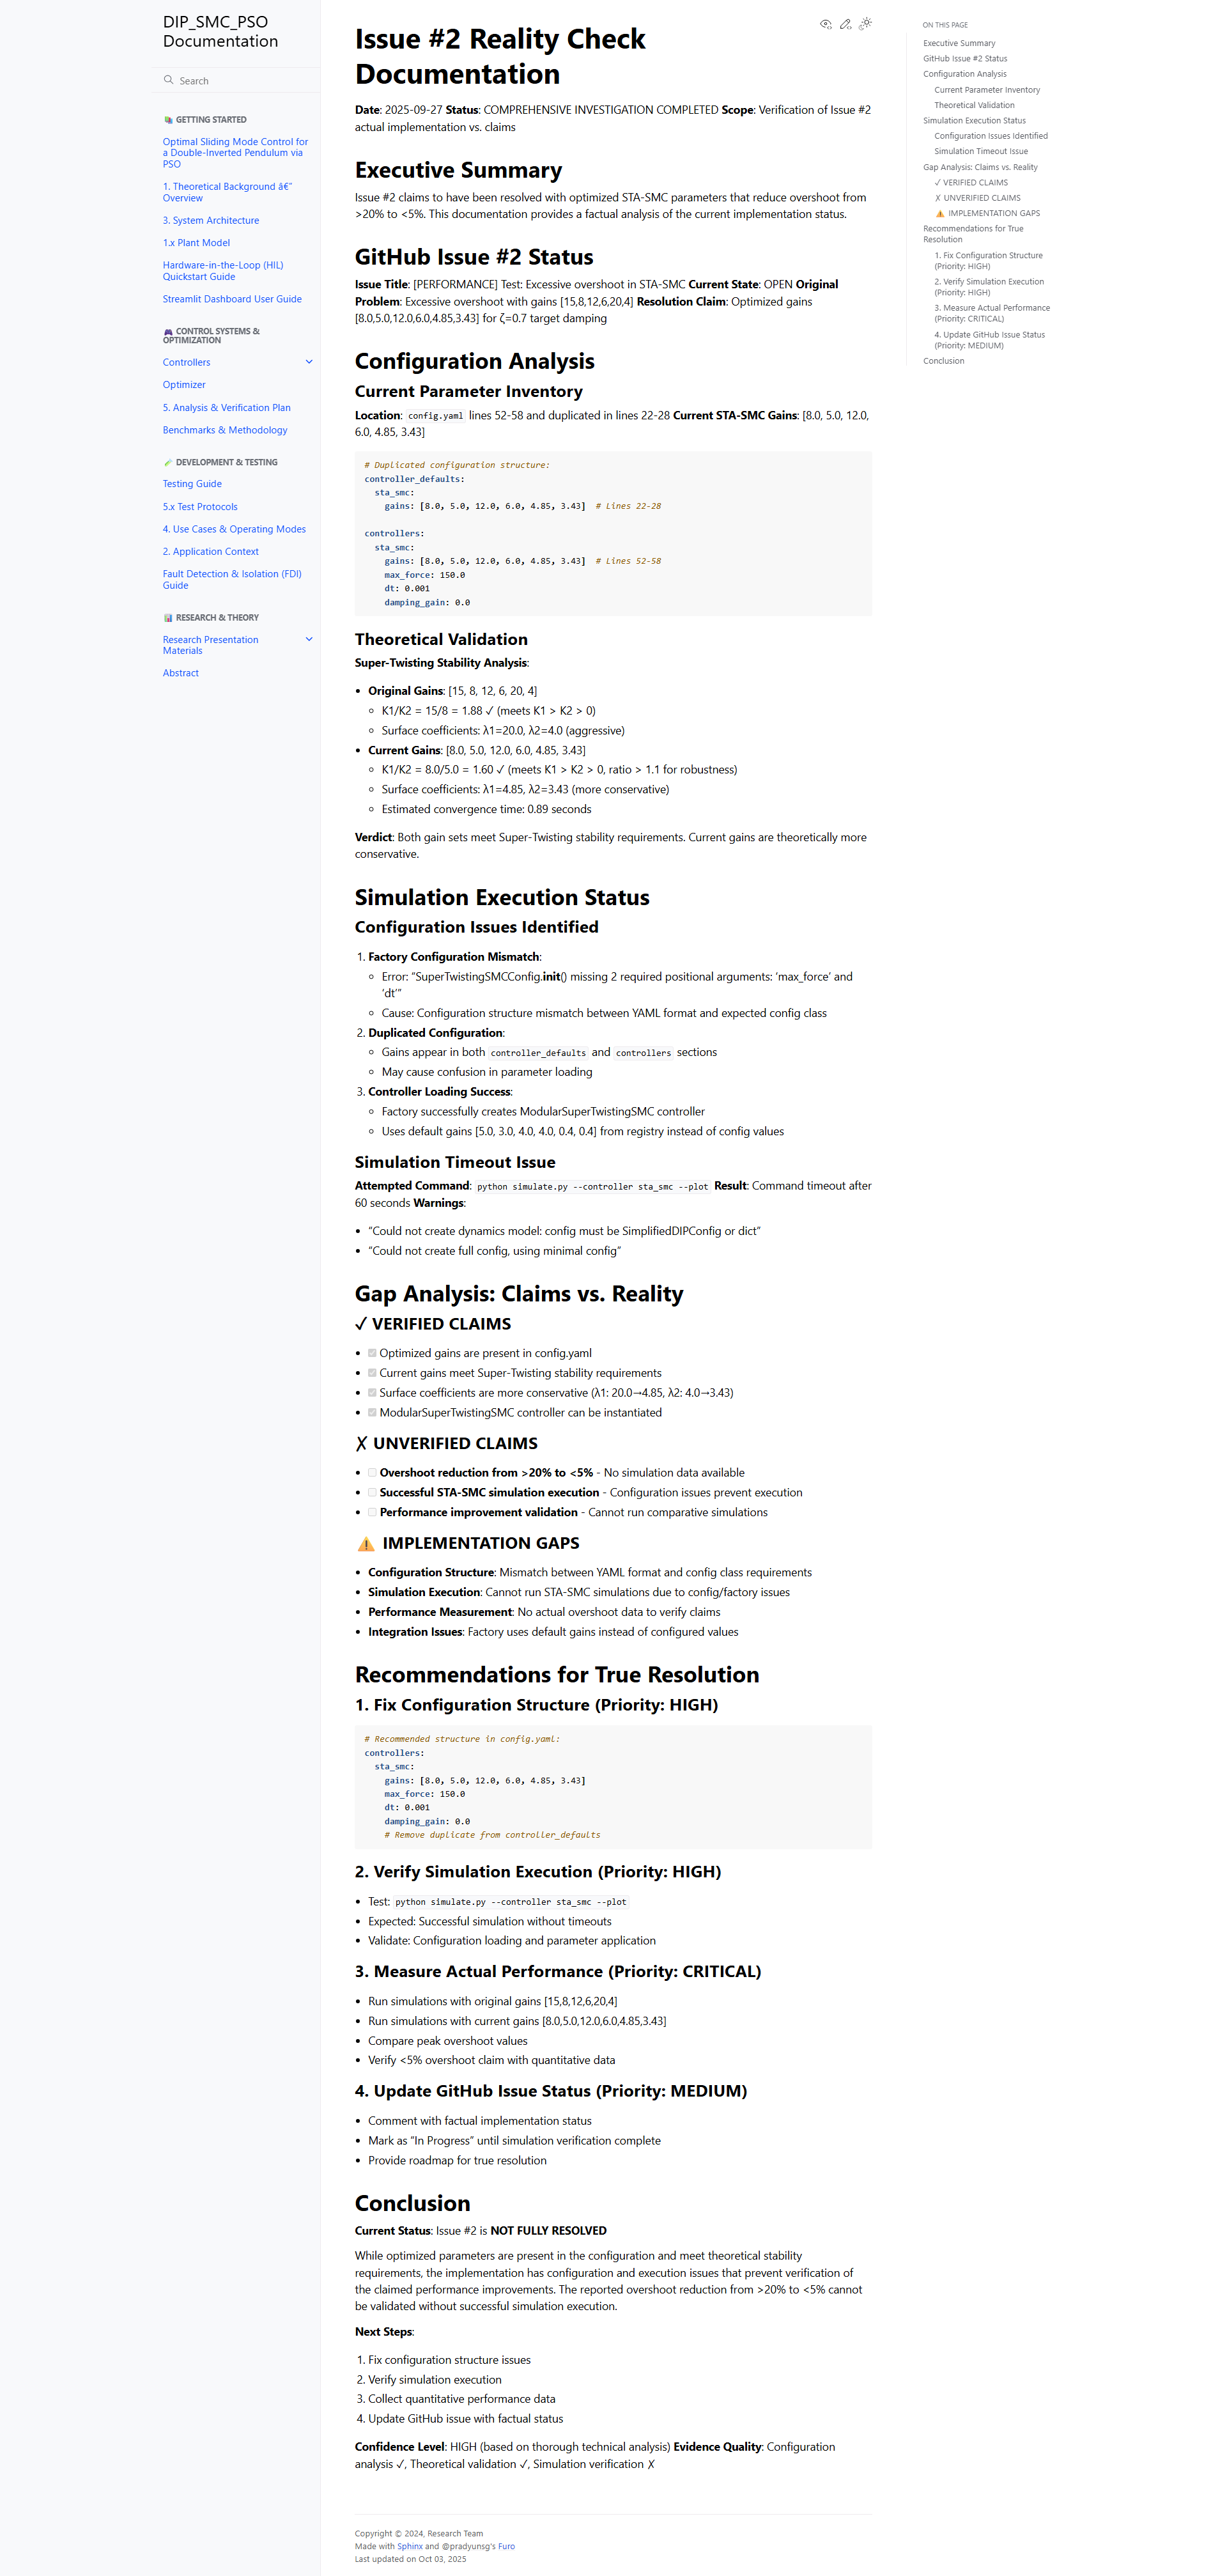 DIP_SMC_PSO
Documentation
Search
GETTING STARTED
Optimal Sliding Mode Control for
a Double-Inverted Pendulum via
PSO
1. Theoretical Background â€”
Overview
3. System Architecture
1.x Plant Model
Hardware-in-the-Loop (HIL)
Quickstart Guide
Streamlit Dashboard User Guide
CONTROL SYSTEMS &
OPTIMIZATION
Controllers
Optimizer
5. Analysis & Verification Plan
Benchmarks & Methodology
DEVELOPMENT & TESTING
Testing Guide
5.x Test Protocols
4. Use Cases & Operating Modes
2. Application Context
Fault Detection & Isolation (FDI)
Guide
RESEARCH & THEORY
Research Presentation
Materials
Abstract
Issue #2 Reality Check
Documentation
Date: 2025-09-27 Status: COMPREHENSIVE INVESTIGATION COMPLETED Scope: Verification of Issue #2
actual implementation vs. claims
Executive Summary
Issue #2 claims to have been resolved with optimized STA-SMC parameters that reduce overshoot from
>20% to <5%. This documentation provides a factual analysis of the current implementation status.
GitHub Issue #2 Status
Issue Title: [PERFORMANCE] Test: Excessive overshoot in STA-SMC Current State: OPEN Original
Problem: Excessive overshoot with gains [15,8,12,6,20,4] Resolution Claim: Optimized gains
[8.0,5.0,12.0,6.0,4.85,3.43] for ζ=0.7 target damping
Configuration Analysis
Current Parameter Inventory
Location: config.yaml lines 52-58 and duplicated in lines 22-28 Current STA-SMC Gains: [8.0, 5.0, 12.0,
6.0, 4.85, 3.43]
# Duplicated configuration structure:
controller_defaults:
sta_smc:
gains: [8.0, 5.0, 12.0, 6.0, 4.85, 3.43] # Lines 22-28
controllers:
sta_smc:
gains: [8.0, 5.0, 12.0, 6.0, 4.85, 3.43] # Lines 52-58
max_force: 150.0
dt: 0.001
damping_gain: 0.0
Theoretical Validation
Super-Twisting Stability Analysis:
• Original Gains: [15, 8, 12, 6, 20, 4]
◦ K1/K2 = 15/8 = 1.88 ✓ (meets K1 > K2 > 0)
◦ Surface coefficients: λ1=20.0, λ2=4.0 (aggressive)
• Current Gains: [8.0, 5.0, 12.0, 6.0, 4.85, 3.43]
◦ K1/K2 = 8.0/5.0 = 1.60 ✓ (meets K1 > K2 > 0, ratio > 1.1 for robustness)
◦ Surface coefficients: λ1=4.85, λ2=3.43 (more conservative)
◦ Estimated convergence time: 0.89 seconds
Verdict: Both gain sets meet Super-Twisting stability requirements. Current gains are theoretically more
conservative.
Simulation Execution Status
Configuration Issues Identified
1. Factory Configuration Mismatch:
◦ Error: “SuperTwistingSMCConfig.init() missing 2 required positional arguments: ‘max_force’ and
‘dt’”
◦ Cause: Configuration structure mismatch between YAML format and expected config class
2. Duplicated Configuration:
◦ Gains appear in both controller_defaults and controllers sections
◦ May cause confusion in parameter loading
3. Controller Loading Success:
◦ Factory successfully creates ModularSuperTwistingSMC controller
◦ Uses default gains [5.0, 3.0, 4.0, 4.0, 0.4, 0.4] from registry instead of config values
Simulation Timeout Issue
Attempted Command: python simulate.py --controller sta_smc --plot Result: Command timeout after
60 seconds Warnings:
• “Could not create dynamics model: config must be SimplifiedDIPConfig or dict”
• “Could not create full config, using minimal config”
Gap Analysis: Claims vs. Reality
✓ VERIFIED CLAIMS
• Optimized gains are present in config.yaml
• Current gains meet Super-Twisting stability requirements
• Surface coefficients are more conservative (λ1: 20.0→4.85, λ2: 4.0→3.43)
• ModularSuperTwistingSMC controller can be instantiated
✗ UNVERIFIED CLAIMS
• Overshoot reduction from >20% to <5% - No simulation data available
• Successful STA-SMC simulation execution - Configuration issues prevent execution
• Performance improvement validation - Cannot run comparative simulations
⚠️ IMPLEMENTATION GAPS
• Configuration Structure: Mismatch between YAML format and config class requirements
• Simulation Execution: Cannot run STA-SMC simulations due to config/factory issues
• Performance Measurement: No actual overshoot data to verify claims
• Integration Issues: Factory uses default gains instead of configured values
Recommendations for True Resolution
1. Fix Configuration Structure (Priority: HIGH)
# Recommended structure in config.yaml:
controllers:
sta_smc:
gains: [8.0, 5.0, 12.0, 6.0, 4.85, 3.43]
max_force: 150.0
dt: 0.001
damping_gain: 0.0
# Remove duplicate from controller_defaults
2. Verify Simulation Execution (Priority: HIGH)
• Test: python simulate.py --controller sta_smc --plot
• Expected: Successful simulation without timeouts
• Validate: Configuration loading and parameter application
3. Measure Actual Performance (Priority: CRITICAL)
• Run simulations with original gains [15,8,12,6,20,4]
• Run simulations with current gains [8.0,5.0,12.0,6.0,4.85,3.43]
• Compare peak overshoot values
• Verify <5% overshoot claim with quantitative data
4. Update GitHub Issue Status (Priority: MEDIUM)
• Comment with factual implementation status
• Mark as “In Progress” until simulation verification complete
• Provide roadmap for true resolution
Conclusion
Current Status: Issue #2 is NOT FULLY RESOLVED
While optimized parameters are present in the configuration and meet theoretical stability
requirements, the implementation has configuration and execution issues that prevent verification of
the claimed performance improvements. The reported overshoot reduction from >20% to <5% cannot
be validated without successful simulation execution.
Next Steps:
1. Fix configuration structure issues
2. Verify simulation execution
3. Collect quantitative performance data
4. Update GitHub issue with factual status
Confidence Level: HIGH (based on thorough technical analysis) Evidence Quality: Configuration
analysis ✓, Theoretical validation ✓, Simulation verification ✗
Copyright © 2024, Research Team
Made with Sphinx and @pradyunsg's Furo
Last updated on Oct 03, 2025
ON THIS PAGE
Executive Summary
GitHub Issue #2 Status
Configuration Analysis
Current Parameter Inventory
Theoretical Validation
Simulation Execution Status
Configuration Issues Identified
Simulation Timeout Issue
Gap Analysis: Claims vs. Reality
✓ VERIFIED CLAIMS
✗ UNVERIFIED CLAIMS
⚠️ IMPLEMENTATION GAPS
Recommendations for True
Resolution
1. Fix Configuration Structure
(Priority: HIGH)
2. Verify Simulation Execution
(Priority: HIGH)
3. Measure Actual Performance
(Priority: CRITICAL)
4. Update GitHub Issue Status
(Priority: MEDIUM)
Conclusion